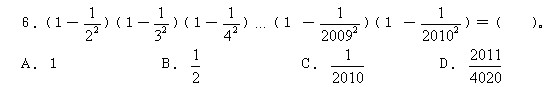 6．(1－1/2²)(1－1/3²)(1－1/4²)…(1 －1/2009²)(1 －1/2010²)＝(　　)。
A．1　　B．1/2　　C．1/2010　　D．2011/4020